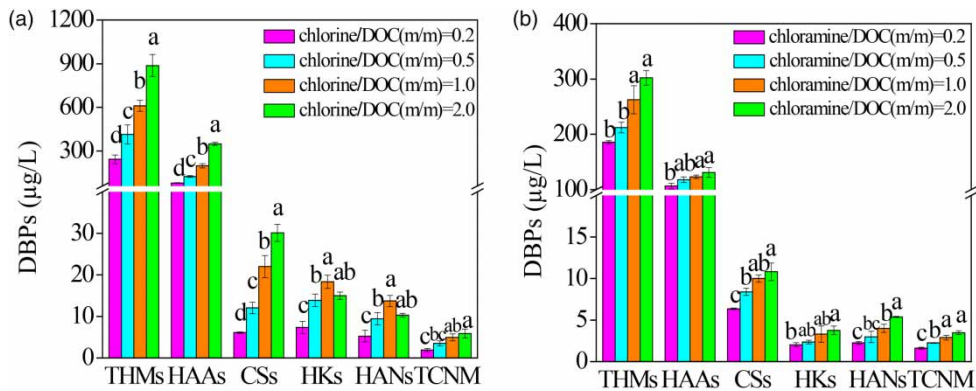 (a)
1200
900
600
300
30
20
10
0
DBPs (µg/L)
chlorine/DOC(m/m)=0.2
chlorine/DOC(m/m)=0.5
chlorine/DOC(m/m)=1.0
chlorine/DOC(m/m)=2.0
d c b a
d c b a
d c b a
c b a ab
c b a ab
c bc ab a
THMs HAAs CSs HKs HANs TCNM
(b)
400
300
200
100
15
10
5
0
DBPs (µg/L)
chloramine/DOC(m/m)=0.2
chloramine/DOC(m/m)=0.5
chloramine/DOC(m/m)=1.0
chloramine/DOC(m/m)=2.0
b b a a
b ab ab a
c b ab a
b ab ab a
c bc b a
c b a a
THMs HAAs CSs HKs HANs TCNM